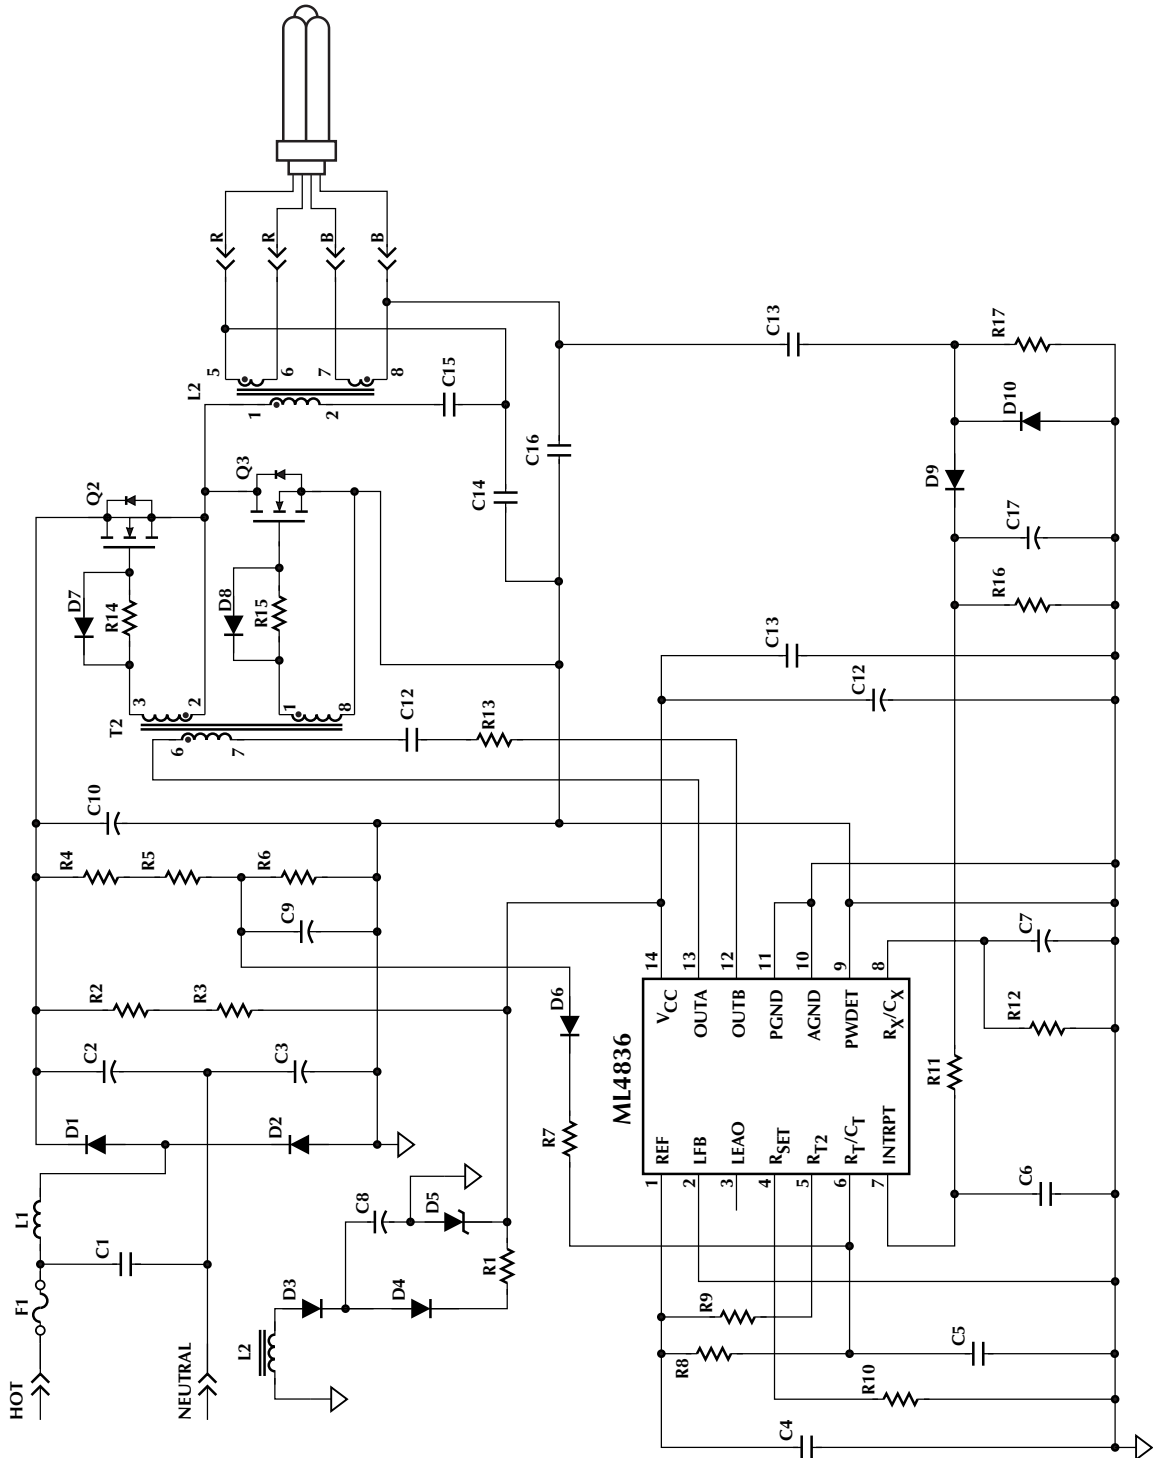 R
R
B
B
L2
5
6
7
8
1
2
C15
C13
R17
D10
Q2
Q3
C14
C16
D9
C17
D7
R14
D8
R15
R16
C13
C12
T2
3
2
1
8
6
7
C12
R13
C10
R4
R5
R6
C9
R2
R3
D6
C2
C3
D1
D2
R7
ML4836
14
13
12
11
10
9
8
VCC
OUTA
OUTB
PGND
AGND
PWDET
RX/CX
REF
LFB
LEAO
RSET
RT2
RT/CT
INTRPT
1
2
3
4
5
6
7
C7
R12
R11
C6
L1
C1
F1
HOT
NEUTRAL
C8
D5
D3
D4
R1
L2
R9
R8
C5
R10
C4